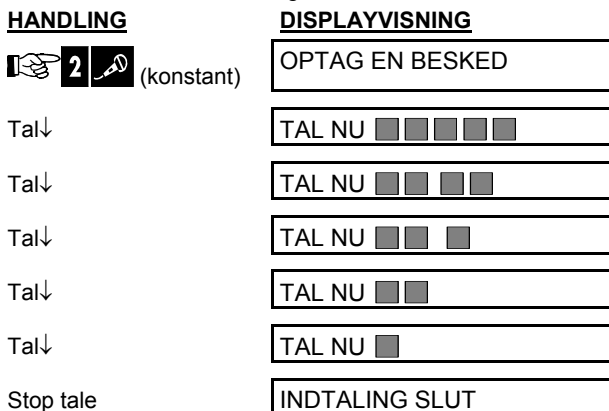 HANDLING DISPLAYVISNING
2 (konstant) OPTAG EN BESKED
Tal↓ TAL NU
Tal↓ TAL NU
Tal↓ TAL NU
Tal↓ TAL NU
Tal↓ TAL NU
Stop tale INDTALING SLUT